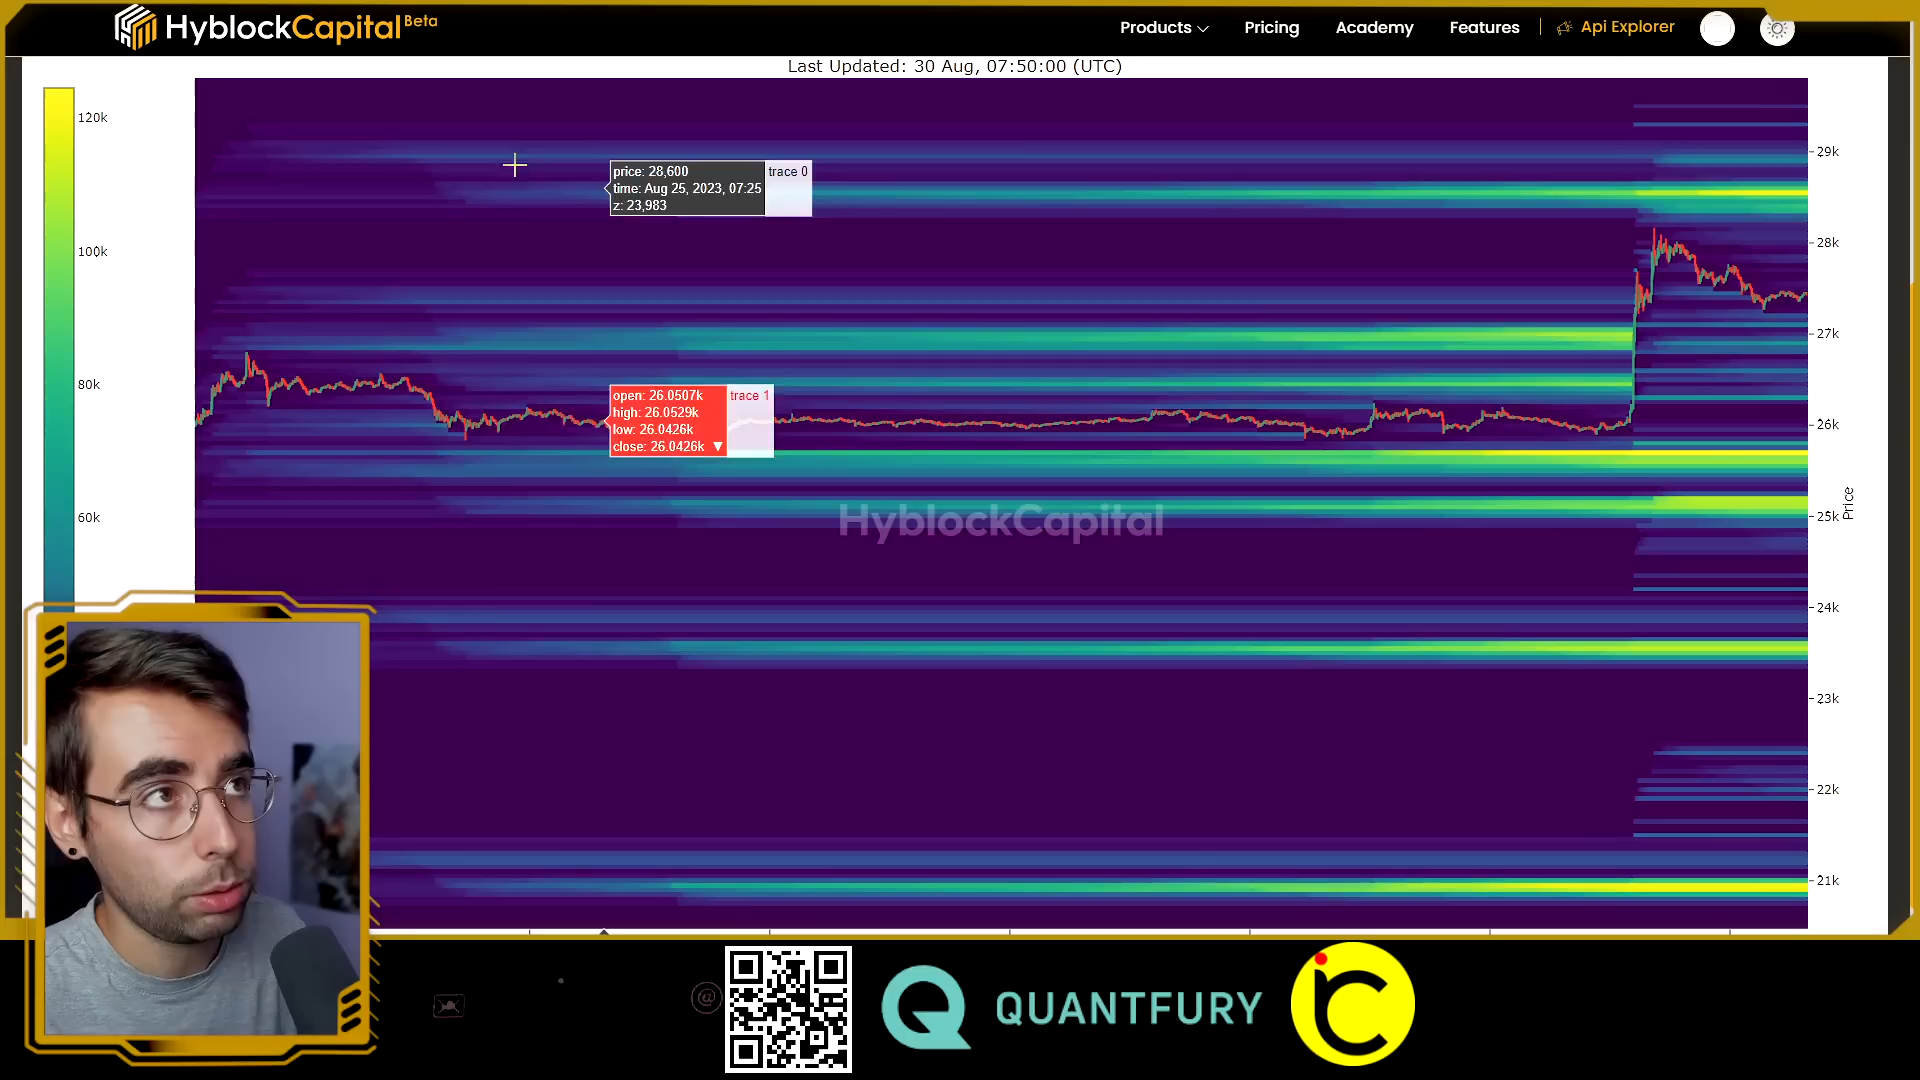 HyblockCapital Beta
Products
Pricing
Academy
Features
Api Explorer
Last Updated: 30 Aug, 07:50:00 (UTC)
120k
100k
80k
60k
price: 28,600
time: Aug 25, 2023, 07:25
z: 23,983
trace 0
open: 26.0507k
high: 26.0529k
low: 26.0426k
close: 26.0426k ▼
trace 1
HyblockCapital
29k
28k
27k
26k
25k
24k
23k
22k
21k
Price
@
QUANTFURY